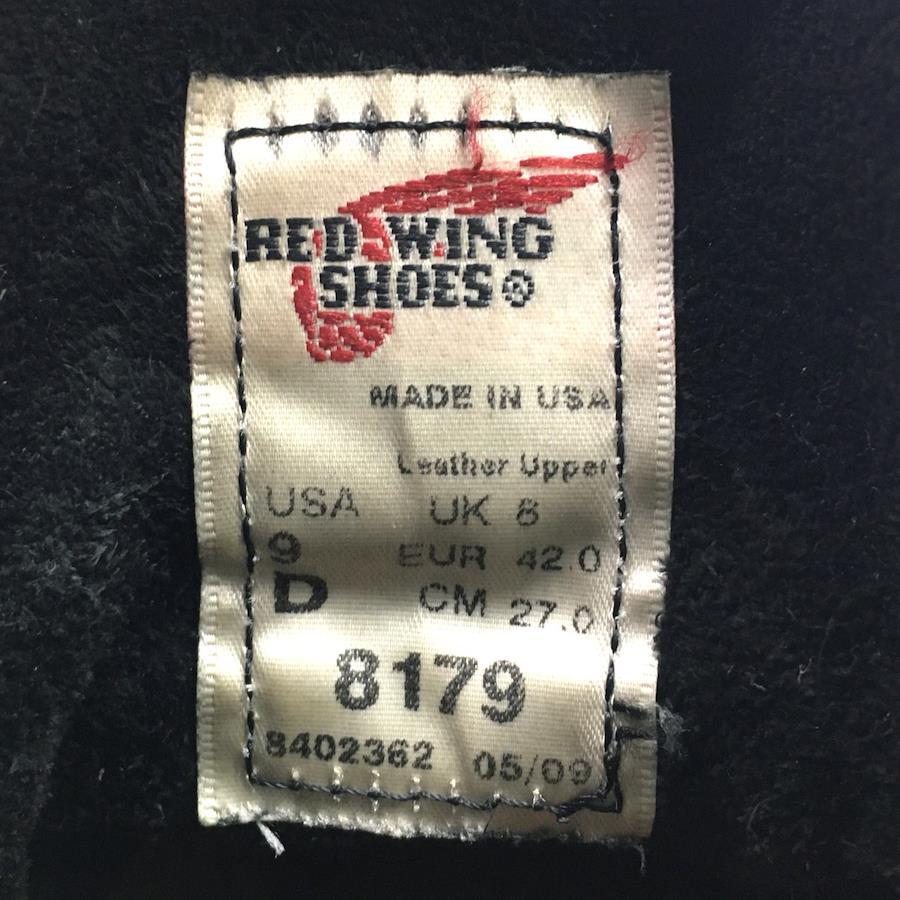 RED WING
SHOES ®
MADE IN USA
Leather Upper
USA UK 8
9 EUR 42.0
D CM 27.0
8179
8402362 05/09